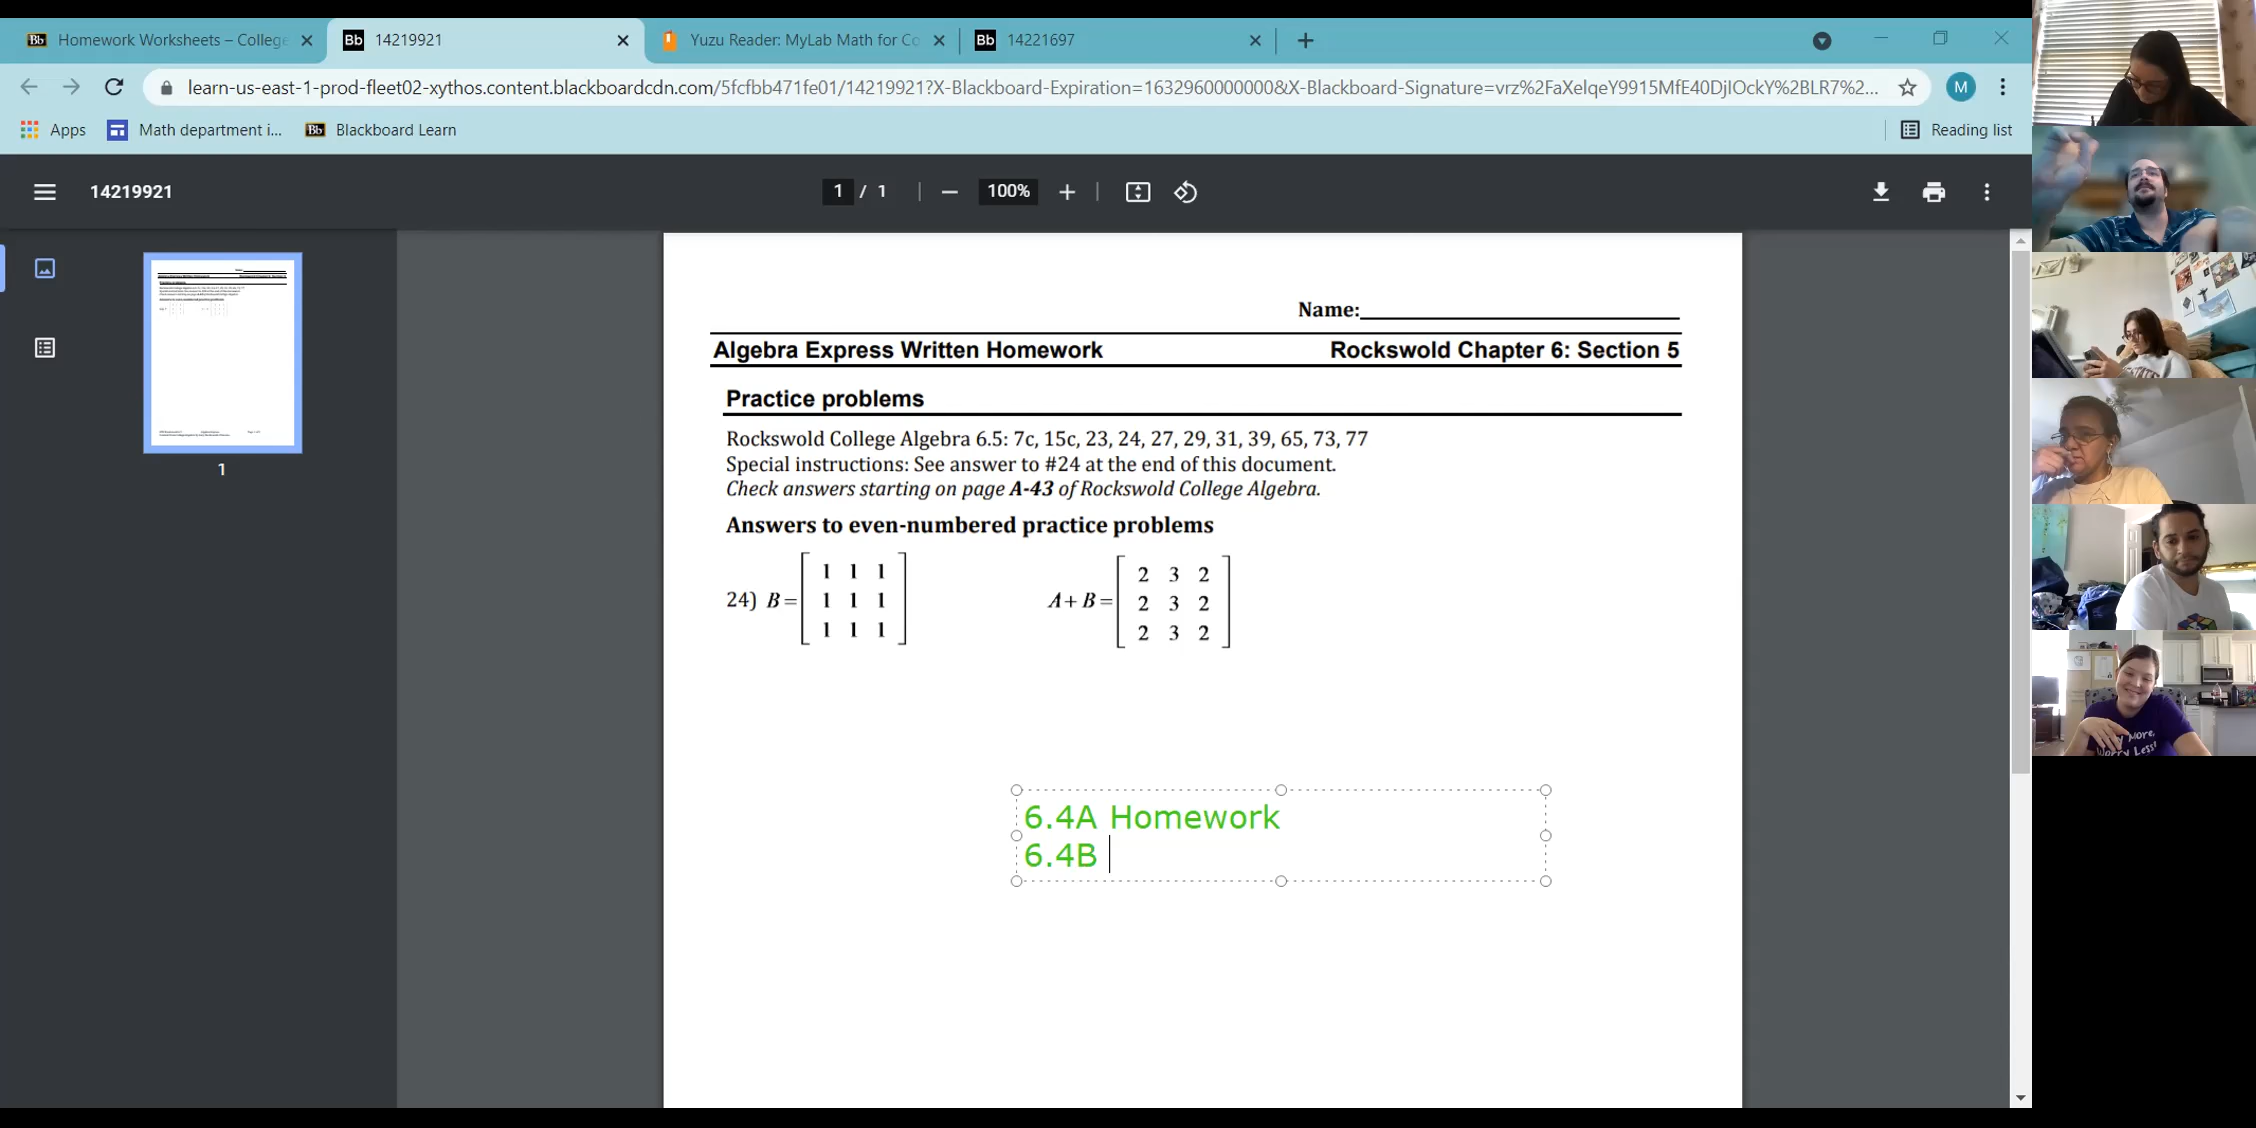 Homework Worksheets – College
14219921
Yuzu Reader: MyLab Math for Co
14221697
learn-us-east-1-prod-fleet02-xythos.content.blackboardcdn.com/5fcfbb471fe01/14219921?X-Blackboard-Expiration=1632960000000&X-Blackboard-Signature=vrz%2FaXelqeY9915MfE40DjIOckY%2BLR7%2...
M
Apps
Math department i...
Bb Blackboard Learn
Reading list
14219921
1 / 1
100%
1
Name:
Algebra Express Written Homework Rockswold Chapter 6: Section 5
Practice problems
Rockswold College Algebra 6.5: 7c, 15c, 23, 24, 27, 29, 31, 39, 65, 73, 77
Special instructions: See answer to #24 at the end of this document.
Check answers starting on page A-43 of Rockswold College Algebra.
Answers to even-numbered practice problems
1 1 1 2 3 2
24) B = 1 1 1 A + B = 2 3 2
1 1 1 2 3 2
6.4A Homework
6.4B
More,
Worry Less!